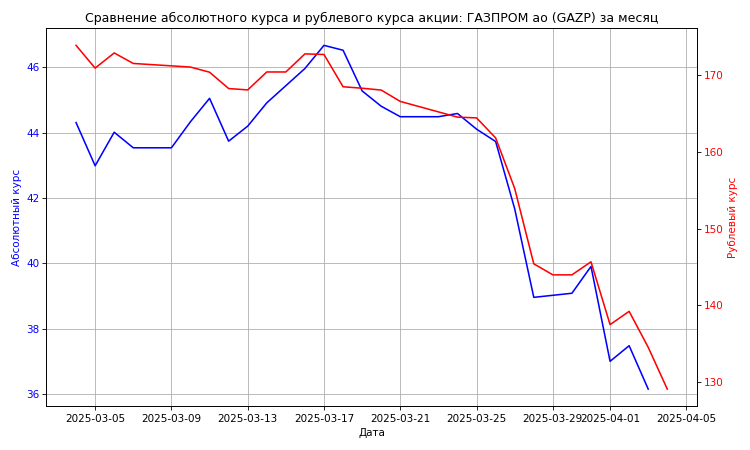 Сравнение абсолютного курса и рублевого курса акции: ГАЗПРОМ ао (GAZP) за месяц
46
44
42
40
38
36
Абсолютный курс
170
160
150
140
130
Рублевый курс
2025-03-05 2025-03-09 2025-03-13 2025-03-17 2025-03-21 2025-03-25 2025-03-29 2025-04-01 2025-04-05
Дата